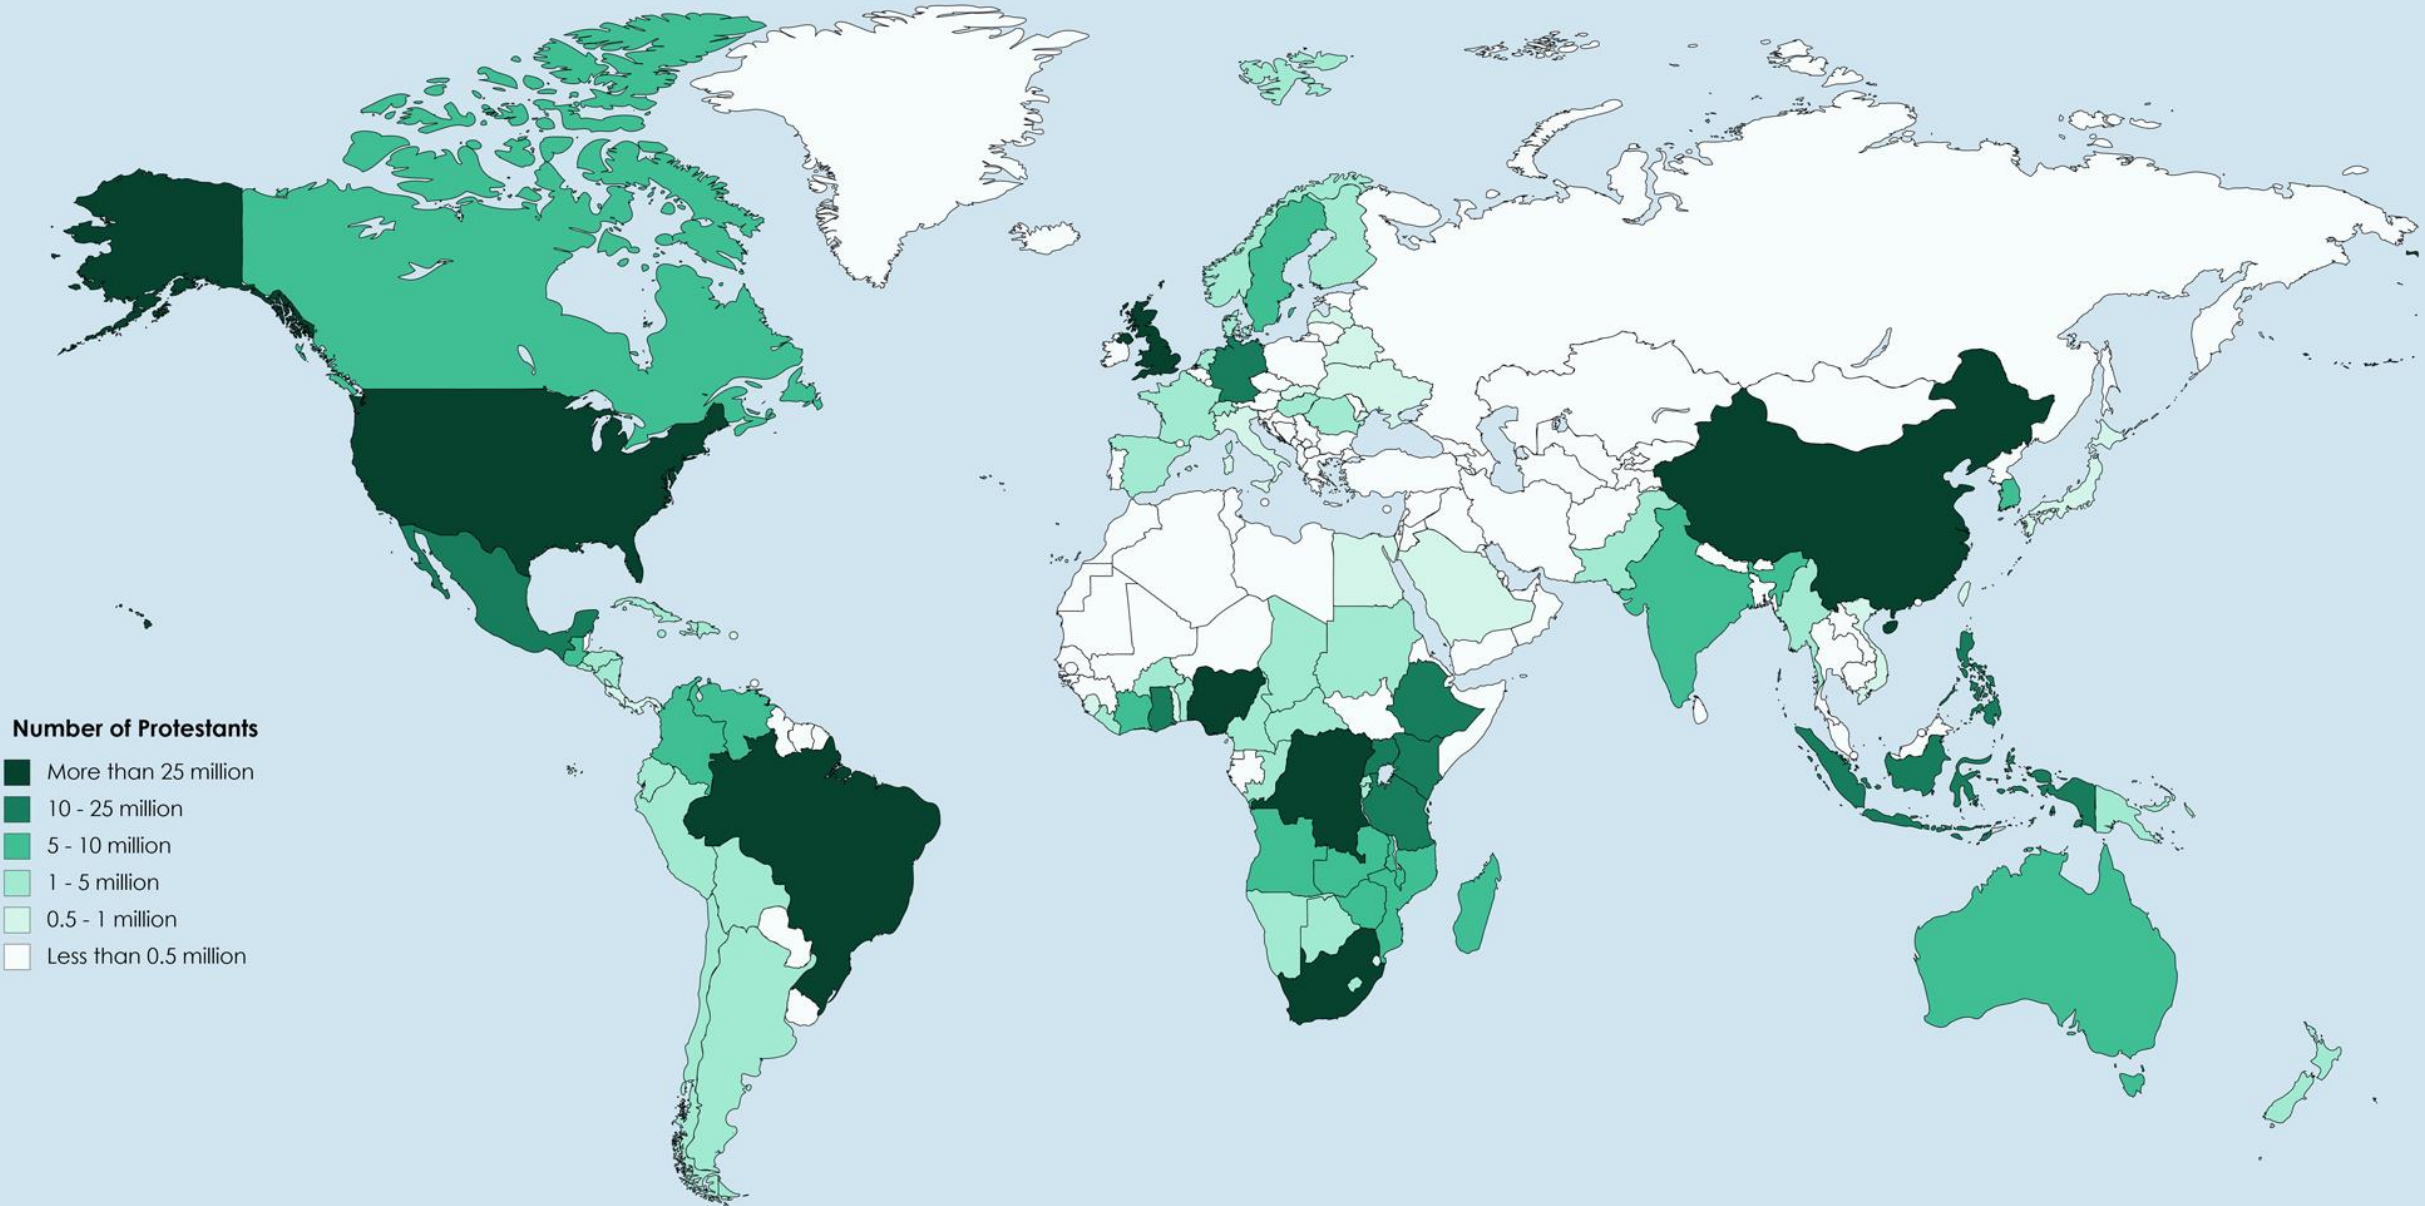 Number of Protestants
More than 25 million
10 - 25 million
5 - 10 million
1 - 5 million
0.5 - 1 million
Less than 0.5 million